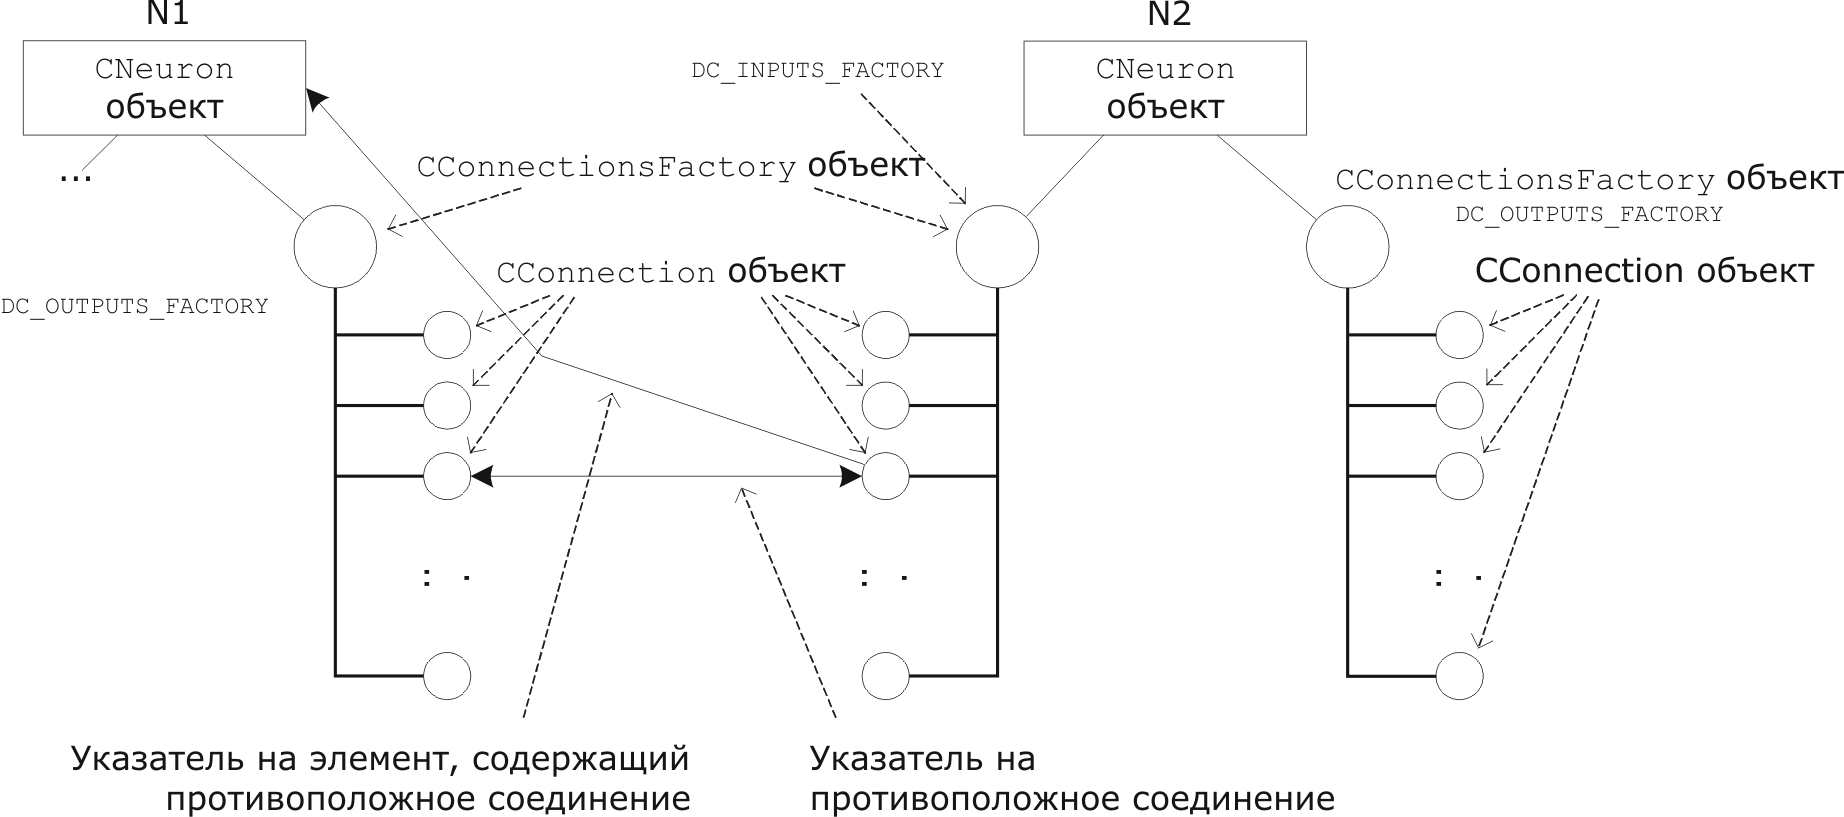 N1
N2
CNeuron
объект
DC_INPUTS_FACTORY
CNeuron
объект
...
CConnectionsFactory объект
CConnectionsFactory объект
DC_OUTPUTS_FACTORY
CConnection объект
CConnection объект
DC_OUTPUTS_FACTORY
: .
: .
: .
Указатель на элемент, содержащий
противоположное соединение
Указатель на
противоположное соединение